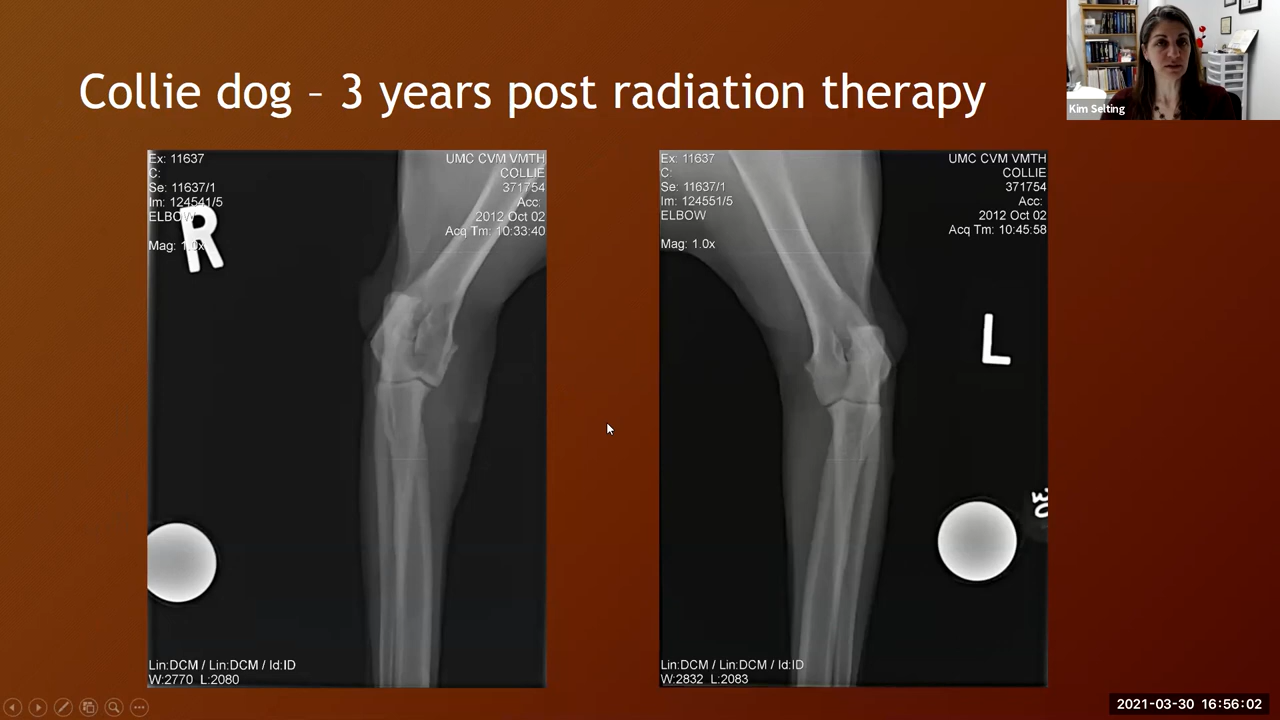 Collie dog – 3 years post radiation therapy
Kim Selting
Ex: 11637
C:
Se: 11637/1
Im: 124541/5
ELBOW
Mag: 1.0x
UMC CVM VMTH
COLLIE
371754
Acc:
2012 Oct 02
Acq Tm: 10:33:40
R
Lin:DCM / Lin:DCM / Id:ID
W:2770 L:2080
Ex: 11637
C:
Se: 11637/1
Im: 124551/5
ELBOW
Mag: 1.0x
UMC CVM VMTH
COLLIE
371754
Acc:
2012 Oct 02
Acq Tm: 10:45:58
L
Lin:DCM / Lin:DCM / Id:ID
W:2832 L:2083
2021-03-30 16:56:02